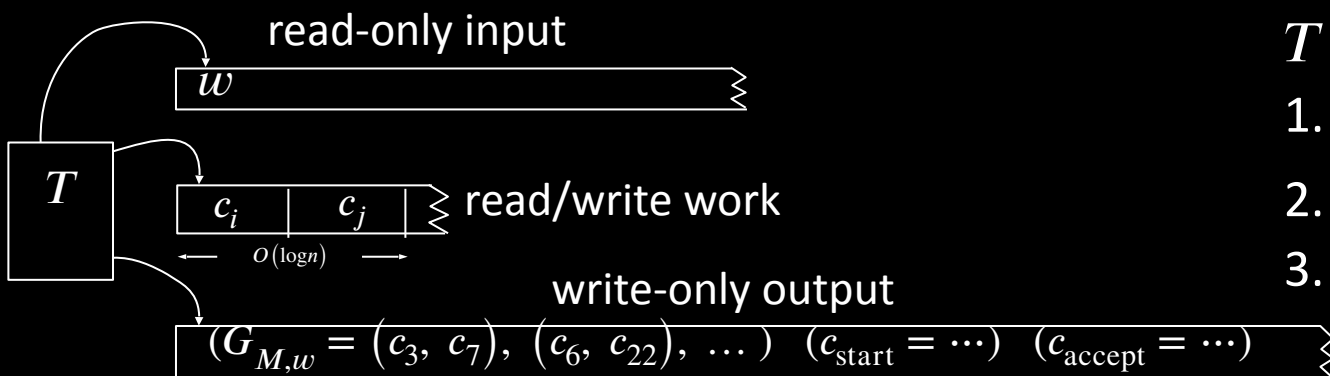 read-only input
T
w
1.
T
c_i c_j
read/write work
2.
O(log n)
3.
write-only output
(G_{M,w} = (c_3, c_7), (c_6, c_22), … ) (c_start = ⋯) (c_accept = ⋯)